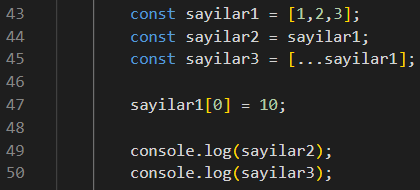 43 const sayilar1 = [1,2,3];
44 const sayilar2 = sayilar1;
45 const sayilar3 = [...sayilar1];
46
47 sayilar1[0] = 10;
48
49 console.log(sayilar2);
50 console.log(sayilar3);